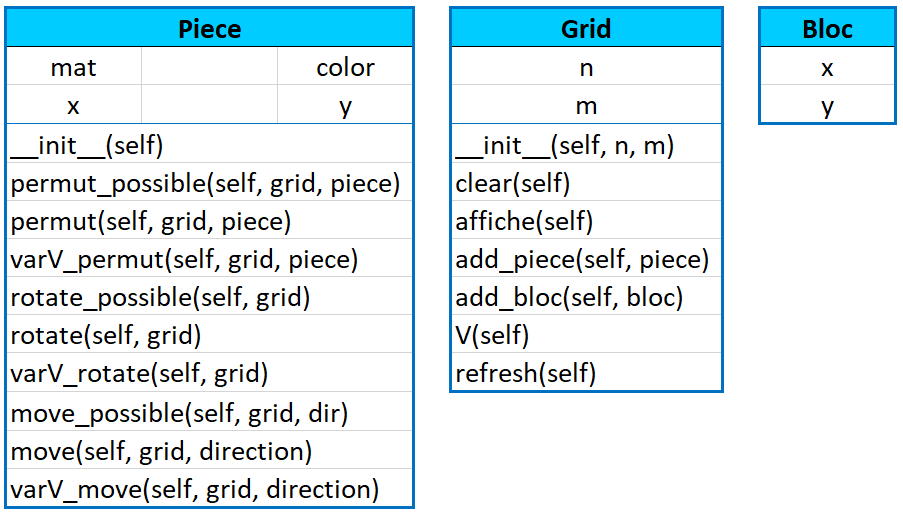 Piece
mat color
x y
__init__(self)
permut_possible(self, grid, piece)
permut(self, grid, piece)
varV_permut(self, grid, piece)
rotate_possible(self, grid)
rotate(self, grid)
varV_rotate(self, grid)
move_possible(self, grid, dir)
move(self, grid, direction)
varV_move(self, grid, direction)
Grid
n
m
__init__(self, n, m)
clear(self)
affiche(self)
add_piece(self, piece)
add_bloc(self, bloc)
V(self)
refresh(self)
Bloc
x
y